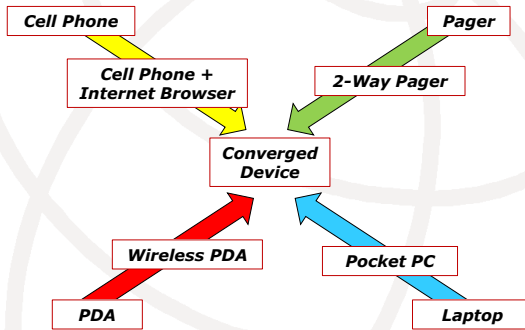 Cell Phone
Pager
Cell Phone +
Internet Browser
2-Way Pager
Converged
Device
Wireless PDA
Pocket PC
PDA
Laptop